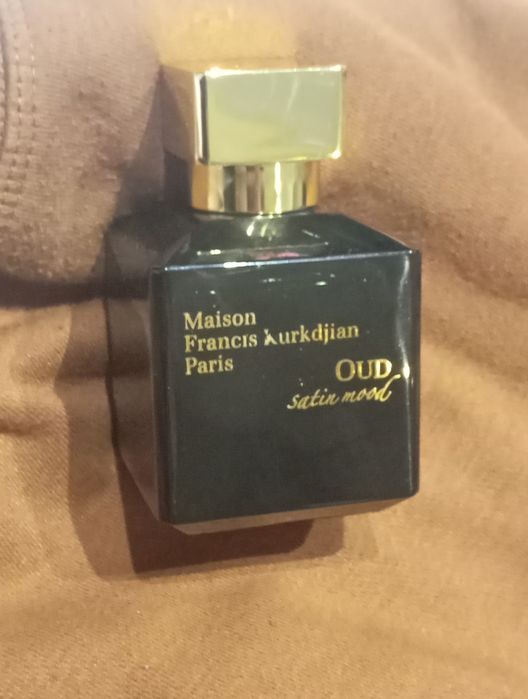 Maison
Francis Kurkdjian
Paris
OUD
satin mood